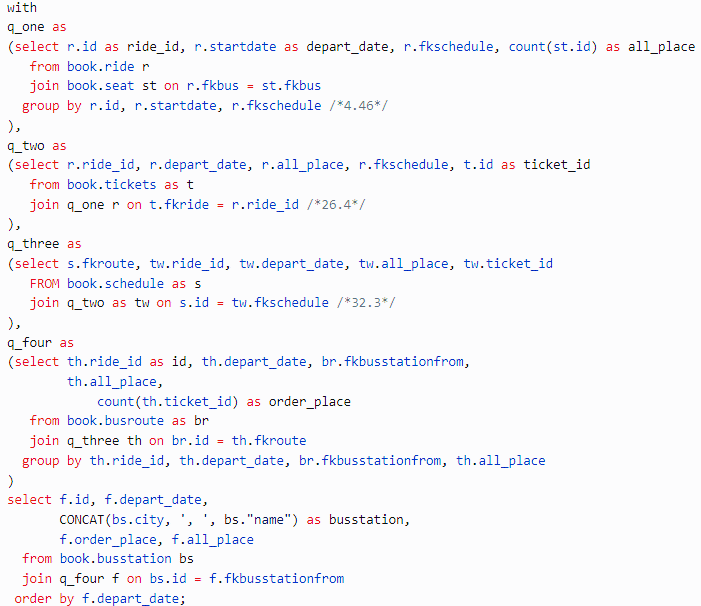 with
q_one as
(select r.id as ride_id, r.startdate as depart_date, r.fkschedule, count(st.id) as all_place
from book.ride r
join book.seat st on r.fkbus = st.fkbus
group by r.id, r.startdate, r.fkschedule /*4.46*/
),
q_two as
(select r.ride_id, r.depart_date, r.all_place, r.fkschedule, t.id as ticket_id
from book.tickets as t
join q_one r on t.fkride = r.ride_id /*26.4*/
),
q_three as
(select s.fkroute, tw.ride_id, tw.depart_date, tw.all_place, tw.ticket_id
FROM book.schedule as s
join q_two as tw on s.id = tw.fkschedule /*32.3*/
),
q_four as
(select th.ride_id as id, th.depart_date, br.fkbusstationfrom,
th.all_place,
count(th.ticket_id) as order_place
from book.busroute as br
join q_three th on br.id = th.fkroute
group by th.ride_id, th.depart_date, br.fkbusstationfrom, th.all_place
)
select f.id, f.depart_date,
CONCAT(bs.city, ', ', bs."name") as busstation,
f.order_place, f.all_place
from book.busstation bs
join q_four f on bs.id = f.fkbusstationfrom
order by f.depart_date;